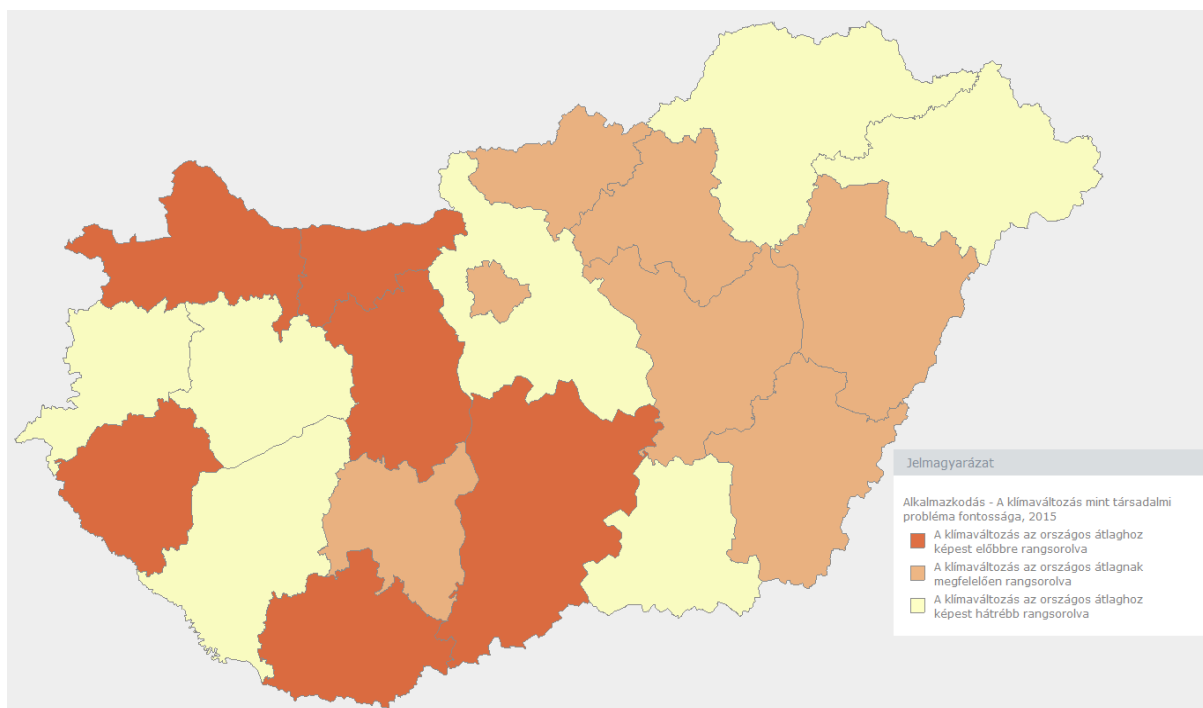 Jelmagyarázat
Alkalmazkodás - A klímaváltozás mint társadalmi
probléma fontossága, 2015
A klímaváltozás az országos átlaghoz
képest előbbre rangsorolva
A klímaváltozás az országos átlagnak
megfelelően rangsorolva
A klímaváltozás az országos átlaghoz
képest hátrébb rangsorolva